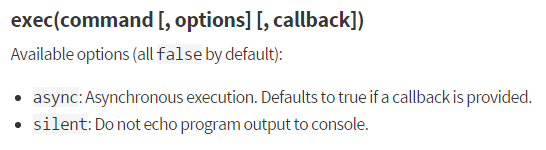 exec(command [, options] [, callback])
Available options (all false by default):
• async: Asynchronous execution. Defaults to true if a callback is provided.
• silent: Do not echo program output to console.